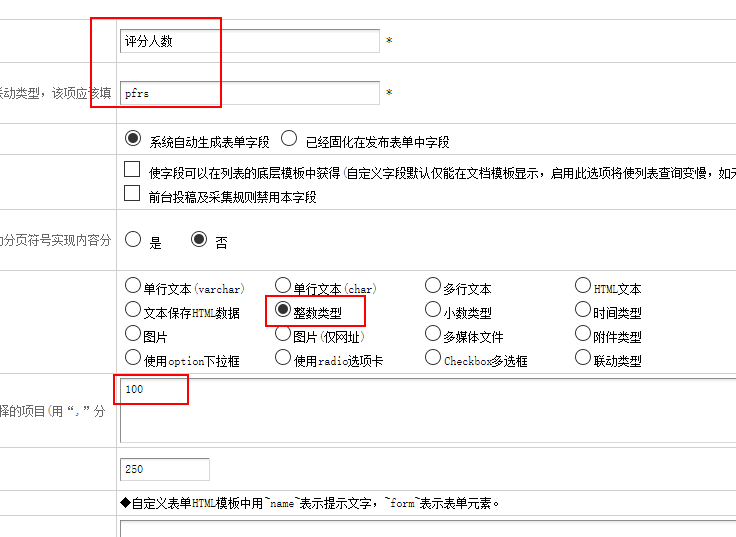 评分人数 *
联动类型，该项应该填 pfrs *
系统自动生成表单字段 已经固化在发布表单中字段
使字段可以在列表的底层模板中获得(自定义字段默认仅能在文档模板显示，启用此选项将使列表查询变慢，如无
前台投稿及采集规则禁用本字段
动分页符号实现内容分 是 否
单行文本(varchar) 单行文本(char) 多行文本 HTML文本
文本保存HTML数据 整数类型 小数类型 时间类型
图片 图片(仅网址) 多媒体文件 附件类型
使用option下拉框 使用radio选项卡 Checkbox多选框 联动类型
100
择的项目(用“,”分
250
◆自定义表单HTML模板中用~name~表示提示文字，~form~表示表单元素。